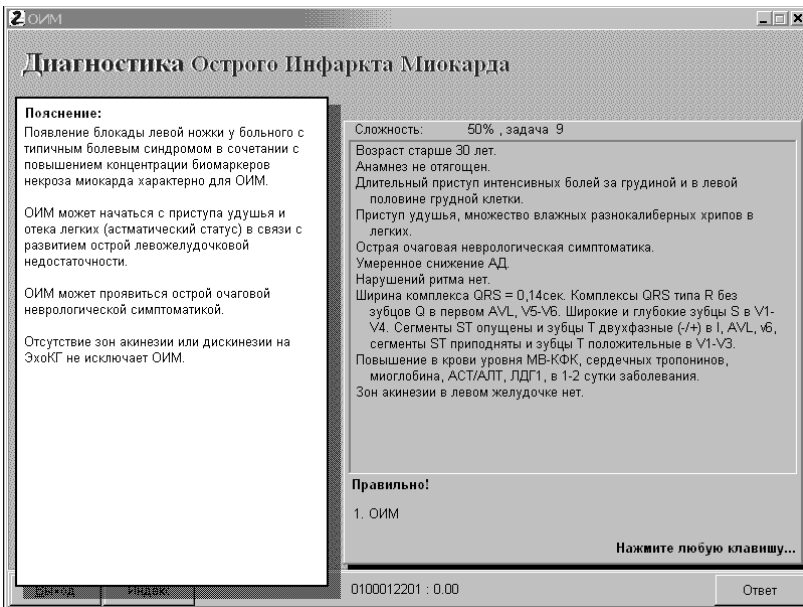 ОИМ
Диагностика Острого Инфаркта Миокарда
Пояснение:
Появление блокады левой ножки у больного с
типичным болевым синдромом в сочетании с
повышением концентрации биомаркеров
некроза миокарда характерно для ОИМ.
ОИМ может начаться с приступа удушья и
отека легких (астматический статус) в связи с
развитием острой левожелудочковой
недостаточности.
ОИМ может проявиться острой очаговой
неврологической симптоматикой.
Отсутствие зон акинезии или дискинезии на
ЭхоКГ не исключает ОИМ.
Сложность: 50% , задача 9
Возраст старше 30 лет.
Анамнез не отягощен.
Длительный приступ интенсивных болей за грудиной и в левой
половине грудной клетки.
Приступ удушья, множество влажных разнокалиберных хрипов в
легких.
Острая очаговая неврологическая симптоматика.
Умеренное снижение АД.
Нарушений ритма нет.
Ширина комплекса QRS = 0,14сек. Комплексы QRS типа R без
зубцов Q в первом AVL, V5-V6. Широкие и глубокие зубцы S в V1-
V4. Сегменты ST опущены и зубцы T двухфазные (-/+) в I, AVL, v6,
сегменты ST приподняты и зубцы T положительные в V1-V3.
Повышение в крови уровня МВ-КФК, сердечных тропонинов,
миоглобина, АСТ/АЛТ, ЛДГ1, в 1-2 сутки заболевания.
Зон акинезии в левом желудочке нет.
Правильно!
1. ОИМ
Нажмите любую клавишу...
Выход Индекс 0100012201 : 0.00 Ответ